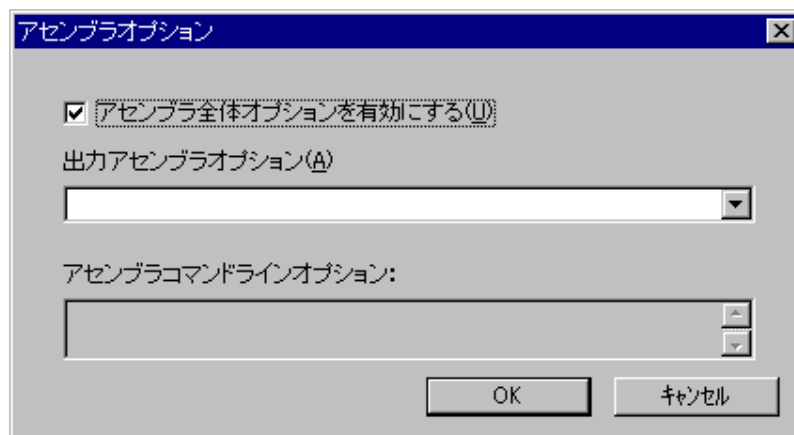 アセンブラオプション
アセンブラ全体オプションを有効にする(U)
出力アセンブラオプション(A)
アセンブラコマンドラインオプション:
OK
ｷｬﾝｾﾙ